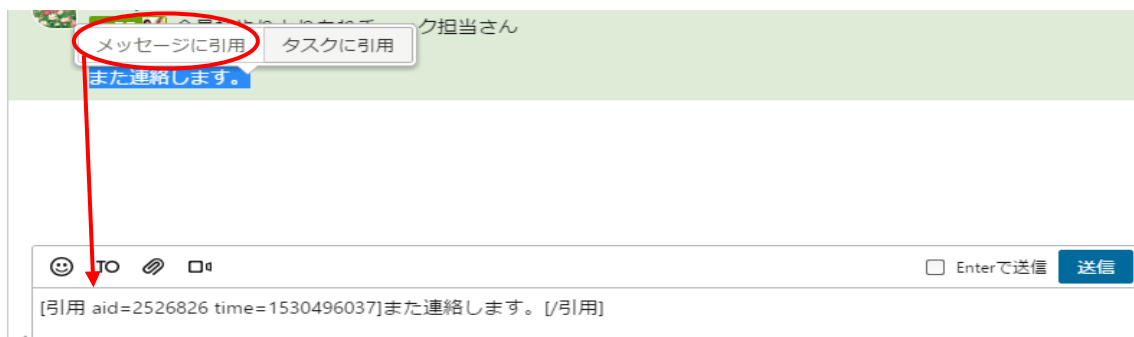 ク担当さん
メッセージに引用 タスクに引用
また連絡します。
TO
Enterで送信 送信
[引用 aid=2526826 time=1530496037]また連絡します。[/引用]